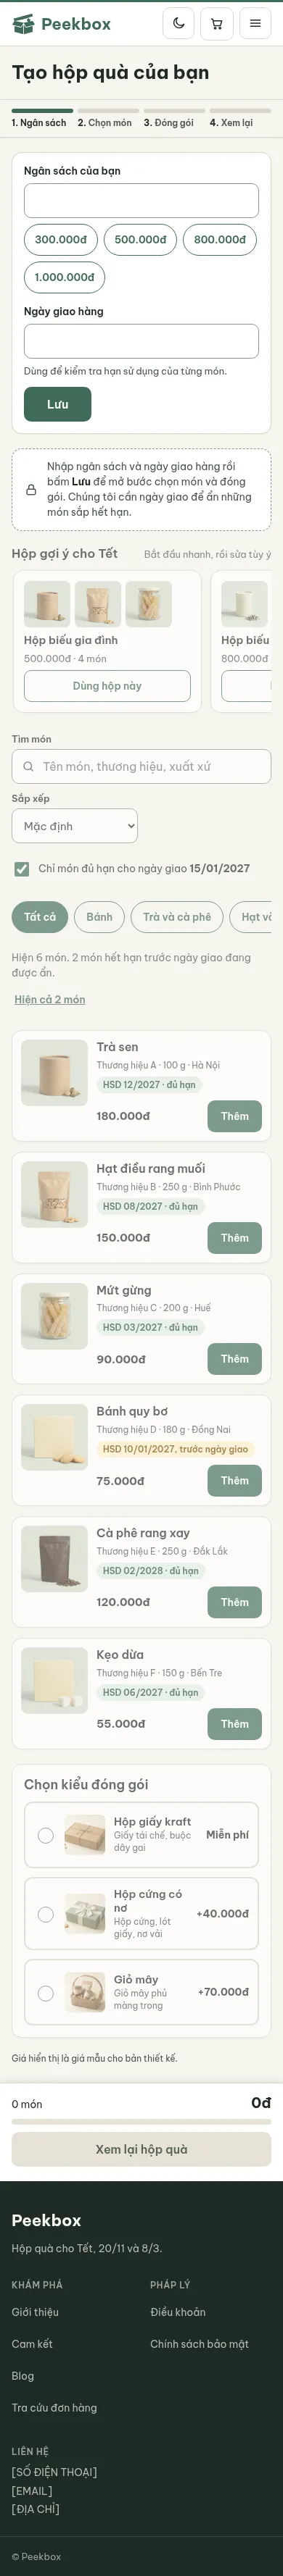 Peekbox
Tạo hộp quà của bạn
1. Ngân sách
2. Chọn món
3. Đóng gói
4. Xem lại
Ngân sách của bạn
300.000đ
500.000đ
800.000đ
1.000.000đ
Ngày giao hàng
Dùng để kiểm tra hạn sử dụng của từng món.
Lưu
Nhập ngân sách và ngày giao hàng rồi
bấm Lưu để mở bước chọn món và đóng
gói. Chúng tôi cần ngày giao để ẩn những
món sắp hết hạn.
Hộp gợi ý cho Tết
Bắt đầu nhanh, rồi sửa tùy ý
Hộp biếu gia đình
500.000đ · 4 món
Dùng hộp này
Hộp biếu
800.000đ
Tìm món
Tên món, thương hiệu, xuất xứ
Sắp xếp
Mặc định
Chỉ món đủ hạn cho ngày giao 15/01/2027
Tất cả
Bánh
Trà và cà phê
Hạt
Hiện 6 món. 2 món hết hạn trước ngày giao đang
được ẩn.
Hiện cả 2 món
Trà sen
Thương hiệu A · 100 g · Hà Nội
HSD 12/2027 · đủ hạn
180.000đ
Thêm
Hạt điều rang muối
Thương hiệu B · 250 g · Bình Phước
HSD 08/2027 · đủ hạn
150.000đ
Thêm
Mứt gừng
Thương hiệu C · 200 g · Huế
HSD 03/2027 · đủ hạn
90.000đ
Thêm
Bánh quy bơ
Thương hiệu D · 180 g · Đồng Nai
HSD 10/01/2027, trước ngày giao
75.000đ
Thêm
Cà phê rang xay
Thương hiệu E · 250 g · Đắk Lắk
HSD 02/2028 · đủ hạn
120.000đ
Thêm
Kẹo dừa
Thương hiệu F · 150 g · Bến Tre
HSD 06/2027 · đủ hạn
55.000đ
Thêm
Chọn kiểu đóng gói
Hộp giấy kraft
Giấy tái chế, buộc
dây gai
Miễn phí
Hộp cứng có
nơ
Hộp cứng, lót
giấy, nơ vải
+40.000đ
Giỏ mây
Giỏ mây phủ
màng trong
+70.000đ
Giá hiển thị là giá mẫu cho bản thiết kế.
0 món
0đ
Xem lại hộp quà
Peekbox
Hộp quà cho Tết, 20/11 và 8/3.
KHÁM PHÁ
Giới thiệu
Cam kết
Blog
Tra cứu đơn hàng
PHÁP LÝ
Điều khoản
Chính sách bảo mật
LIÊN HỆ
[SỐ ĐIỆN THOẠI]
[EMAIL]
[ĐỊA CHỈ]
© Peekbox